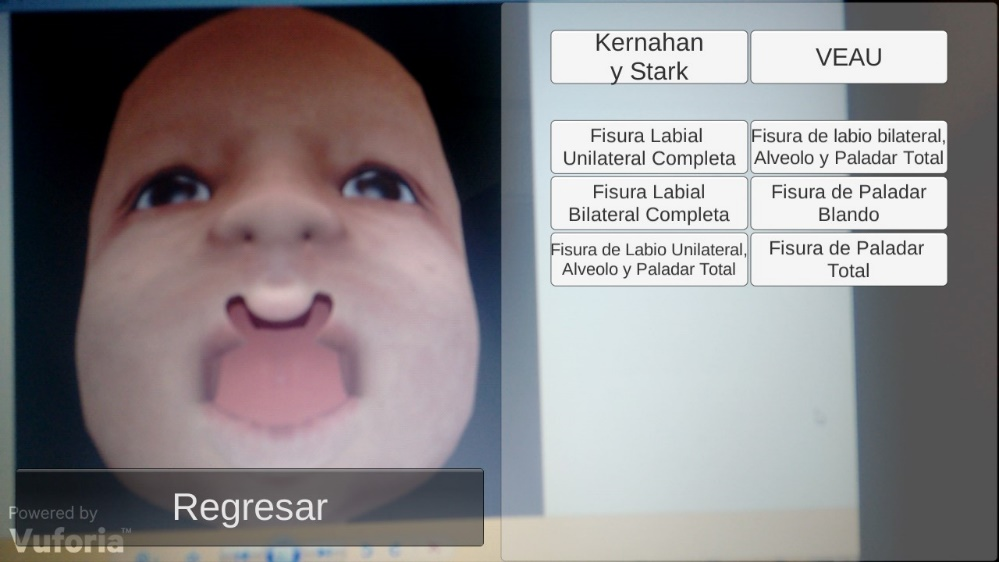 Kernahan
y Stark
VEAU
Fisura Labial
Unilateral Completa
Fisura de labio bilateral,
Alveolo y Paladar Total
Fisura Labial
Bilateral Completa
Fisura de Paladar
Blando
Fisura de Labio Unilateral,
Alveolo y Paladar Total
Fisura de Paladar
Total
Regresar
Powered by
Vuforia™